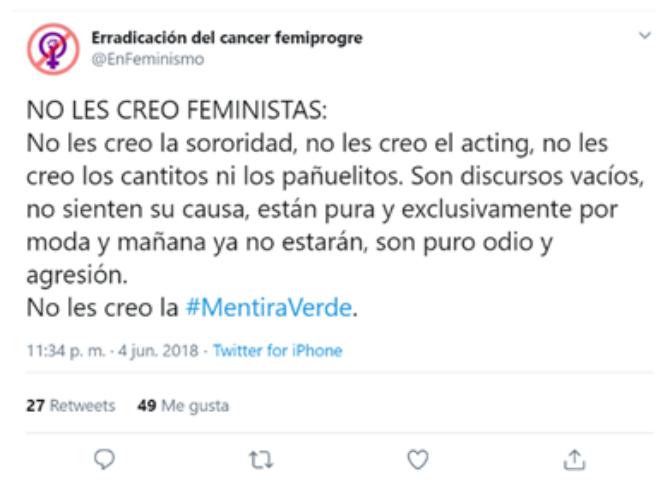 Erradicación del cancer femiprogre
@EnFeminismo
NO LES CREO FEMINISTAS:
No les creo la sororidad, no les creo el acting, no les
creo los cantitos ni los pañuelitos. Son discursos vacíos,
no sienten su causa, están pura y exclusivamente por
moda y mañana ya no estarán, son puro odio y
agresión.
No les creo la #MentiraVerde.
11:34 p. m. · 4 jun. 2018 · Twitter for iPhone
27 Retweets 49 Me gusta